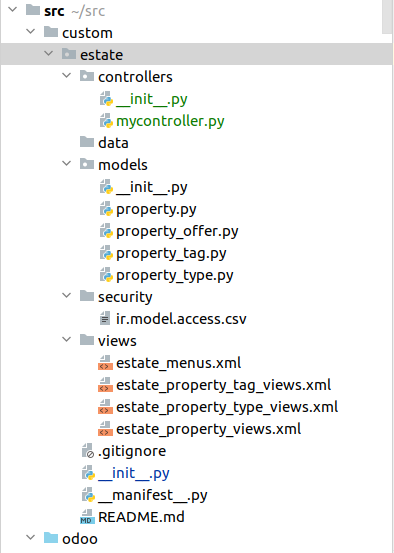 src ~/src
custom
estate
controllers
__init__.py
mycontroller.py
data
models
__init__.py
property.py
property_offer.py
property_tag.py
property_type.py
security
ir.model.access.csv
views
estate_menus.xml
estate_property_tag_views.xml
estate_property_type_views.xml
estate_property_views.xml
.gitignore
__init__.py
__manifest__.py
MD README.md
odoo